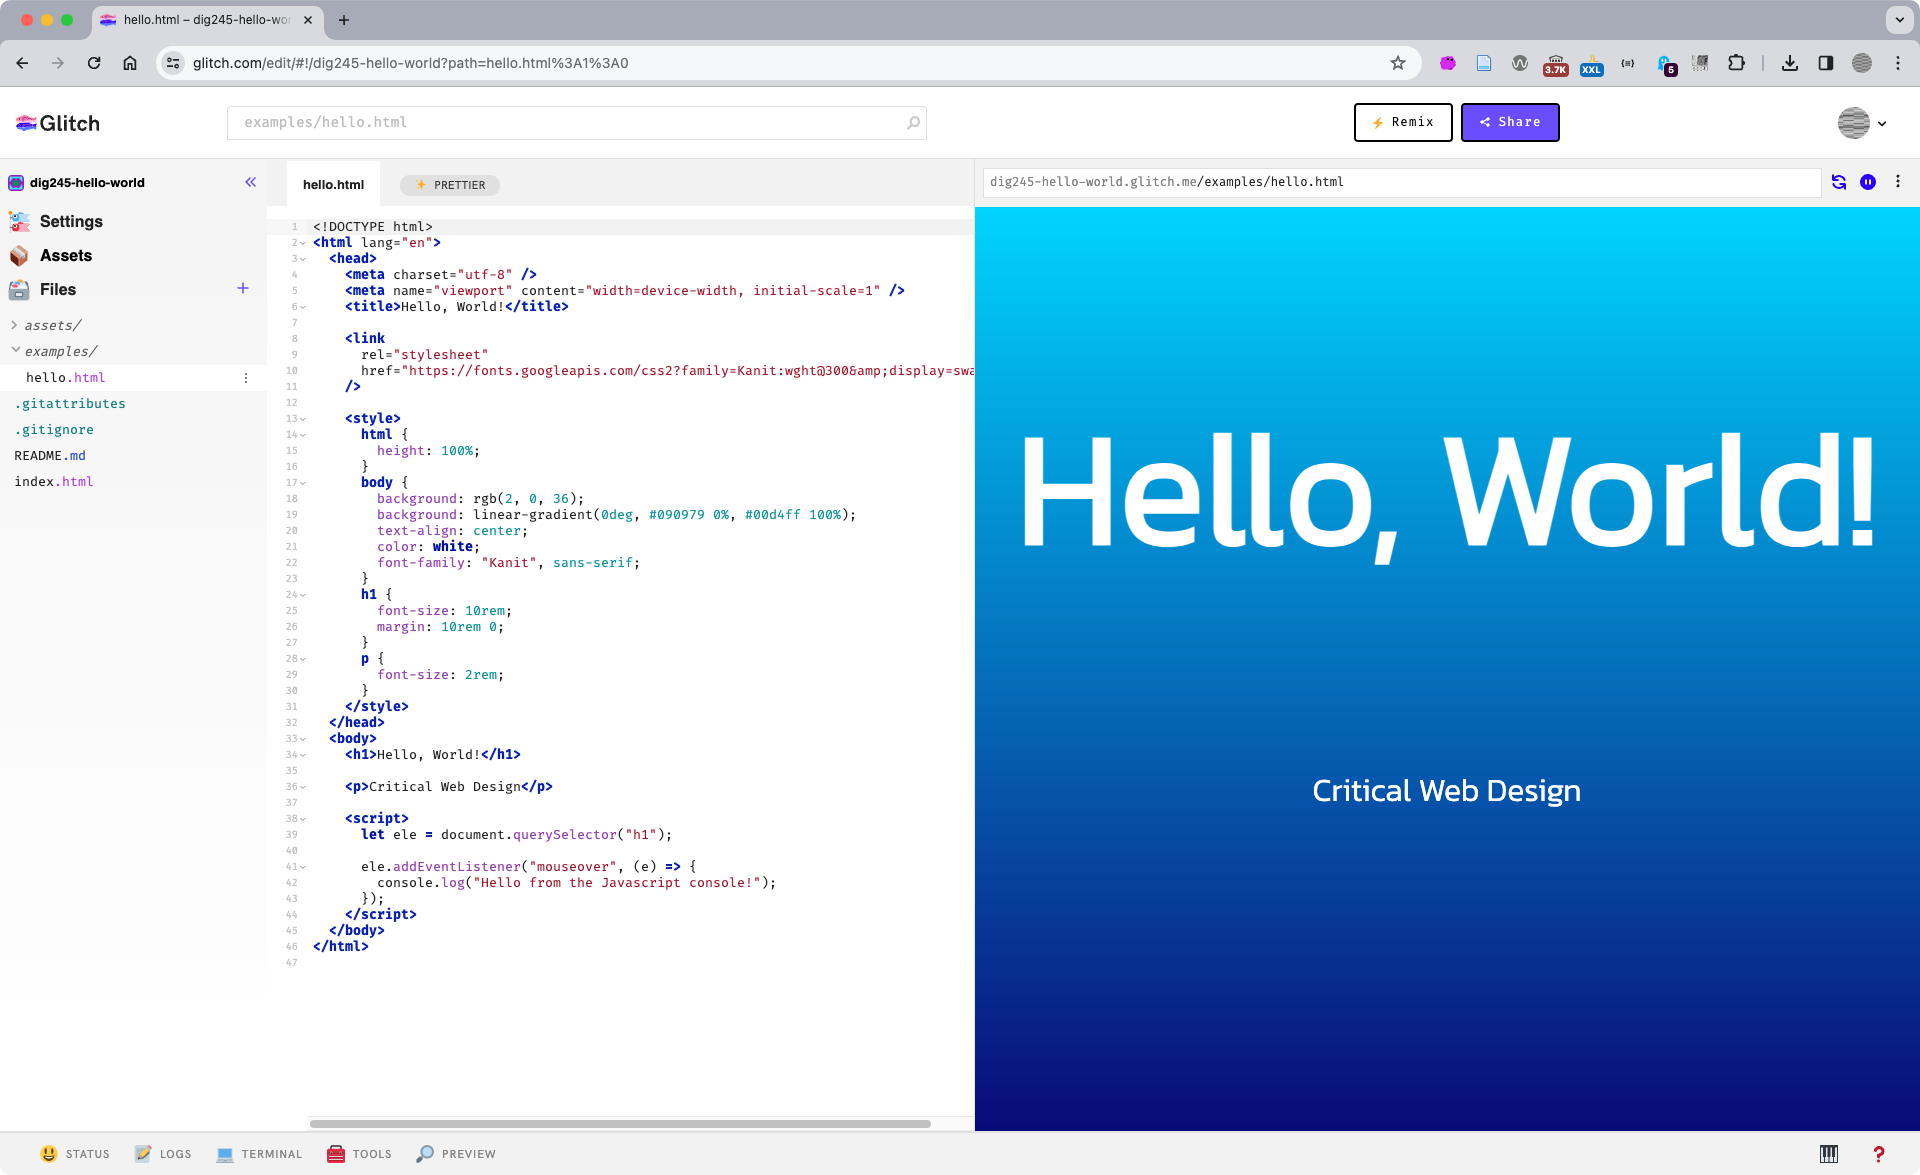 hello.html – dig245-hello-wor
glitch.com/edit/#!/dig245-hello-world?path=hello.html%3A1%3A0
3.7K
XXL
5
Glitch
examples/hello.html
Remix
Share
dig245-hello-world
Settings
Assets
Files
assets/
examples/
hello.html
.gitattributes
.gitignore
README.md
index.html
hello.html
PRETTIER
1 <!DOCTYPE html>
2 <html lang="en">
3 <head>
4 <meta charset="utf-8" />
5 <meta name="viewport" content="width=device-width, initial-scale=1" />
6 <title>Hello, World!</title>
7
8 <link
9 rel="stylesheet"
10 href="https://fonts.googleapis.com/css2?family=Kanit:wght@300&amp;display=swa
11 />
12
13 <style>
14 html {
15 height: 100%;
16 }
17 body {
18 background: rgb(2, 0, 36);
19 background: linear-gradient(0deg, #090979 0%, #00d4ff 100%);
20 text-align: center;
21 color: white;
22 font-family: "Kanit", sans-serif;
23 }
24 h1 {
25 font-size: 10rem;
26 margin: 10rem 0;
27 }
28 p {
29 font-size: 2rem;
30 }
31 </style>
32 </head>
33 <body>
34 <h1>Hello, World!</h1>
35
36 <p>Critical Web Design</p>
37
38 <script>
39 let ele = document.querySelector("h1");
40
41 ele.addEventListener("mouseover", (e) => {
42 console.log("Hello from the Javascript console!");
43 });
44 </script>
45 </body>
46 </html>
47
dig245-hello-world.glitch.me/examples/hello.html
Hello, World!
Critical Web Design
STATUS
LOGS
TERMINAL
TOOLS
PREVIEW
?